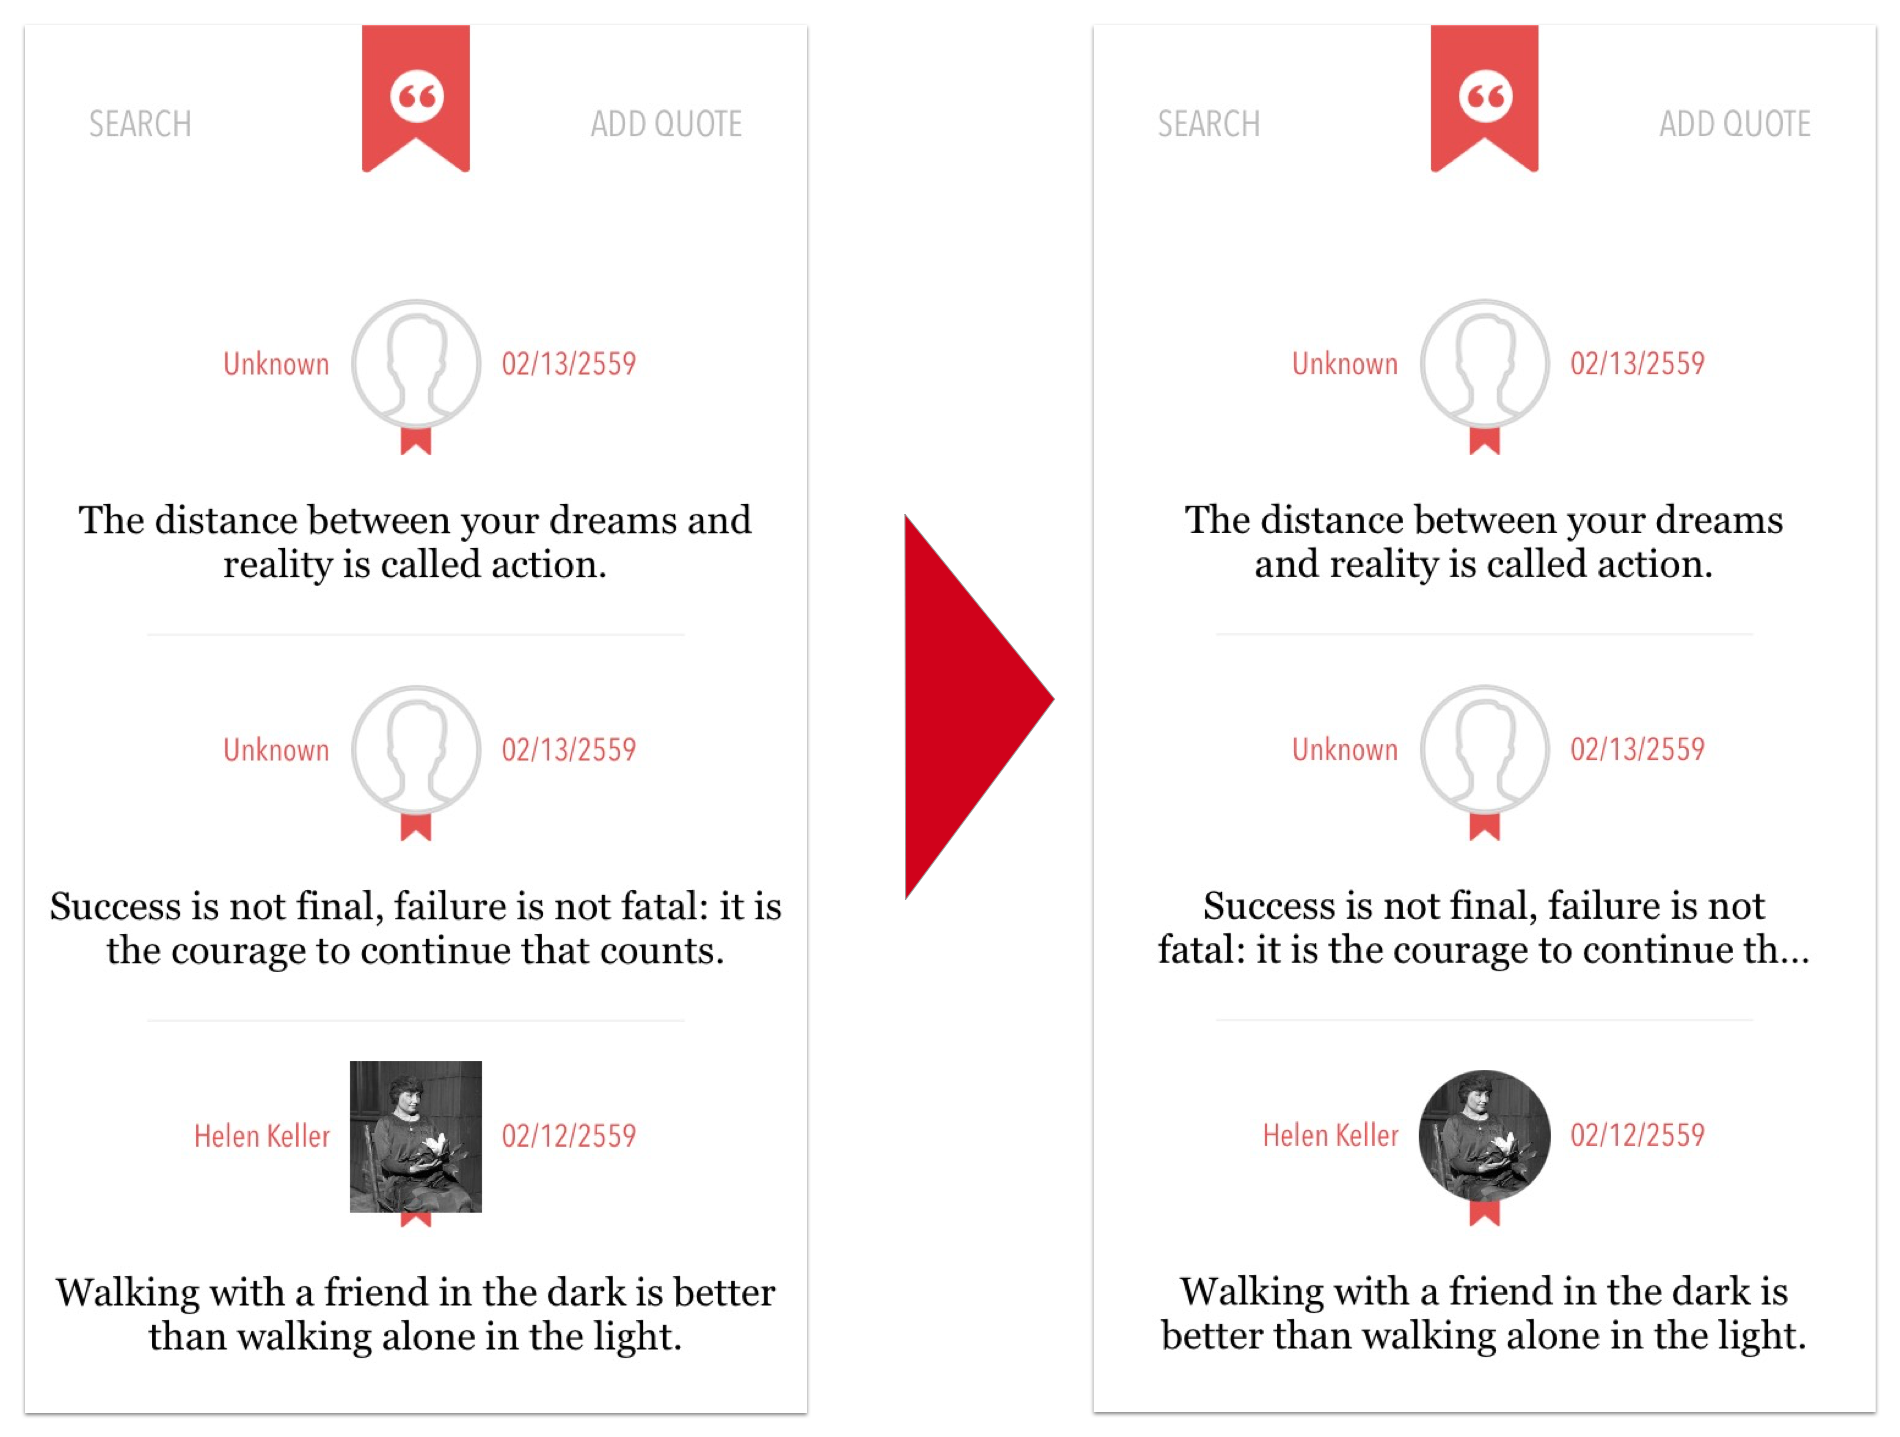 SEARCH
ADD QUOTE
Unknown
02/13/2559
The distance between your dreams and
reality is called action.
Unknown
02/13/2559
Success is not final, failure is not fatal: it is
the courage to continue that counts.
Helen Keller
02/12/2559
Walking with a friend in the dark is better
than walking alone in the light.
SEARCH
ADD QUOTE
Unknown
02/13/2559
The distance between your dreams
and reality is called action.
Unknown
02/13/2559
Success is not final, failure is not
fatal: it is the courage to continue th...
Helen Keller
02/12/2559
Walking with a friend in the dark is
better than walking alone in the light.